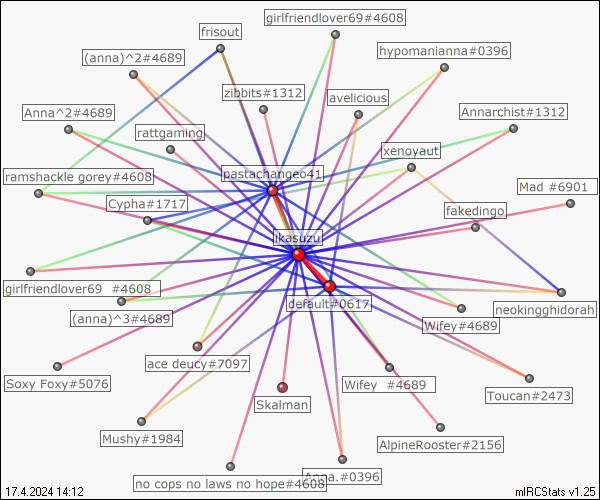 girlfriendlover69#4608
frisout
hypomanianna#0396
(anna)^2#4689
zibbits#1312
avelicious
Anna^2#4689
Annarchist#1312
rattgaming
xenoyaut
ramshackle gorey#4608
pastachangeo41
Mad #6901
Cypha#1717
fakedingo
ikasuzu
girlfriendlover69 #4608
default#0617
neokingghidorah
(anna)^3#4689
Wifey#4689
ace deucy#7097
Soxy Foxy#5076
Wifey #4689
Toucan#2473
Skalman
Mushy#1984
AlpineRooster#2156
no cops no laws no hope#4608
Anna.#0396
17.4.2024 14:12
mIRCStats v1.25